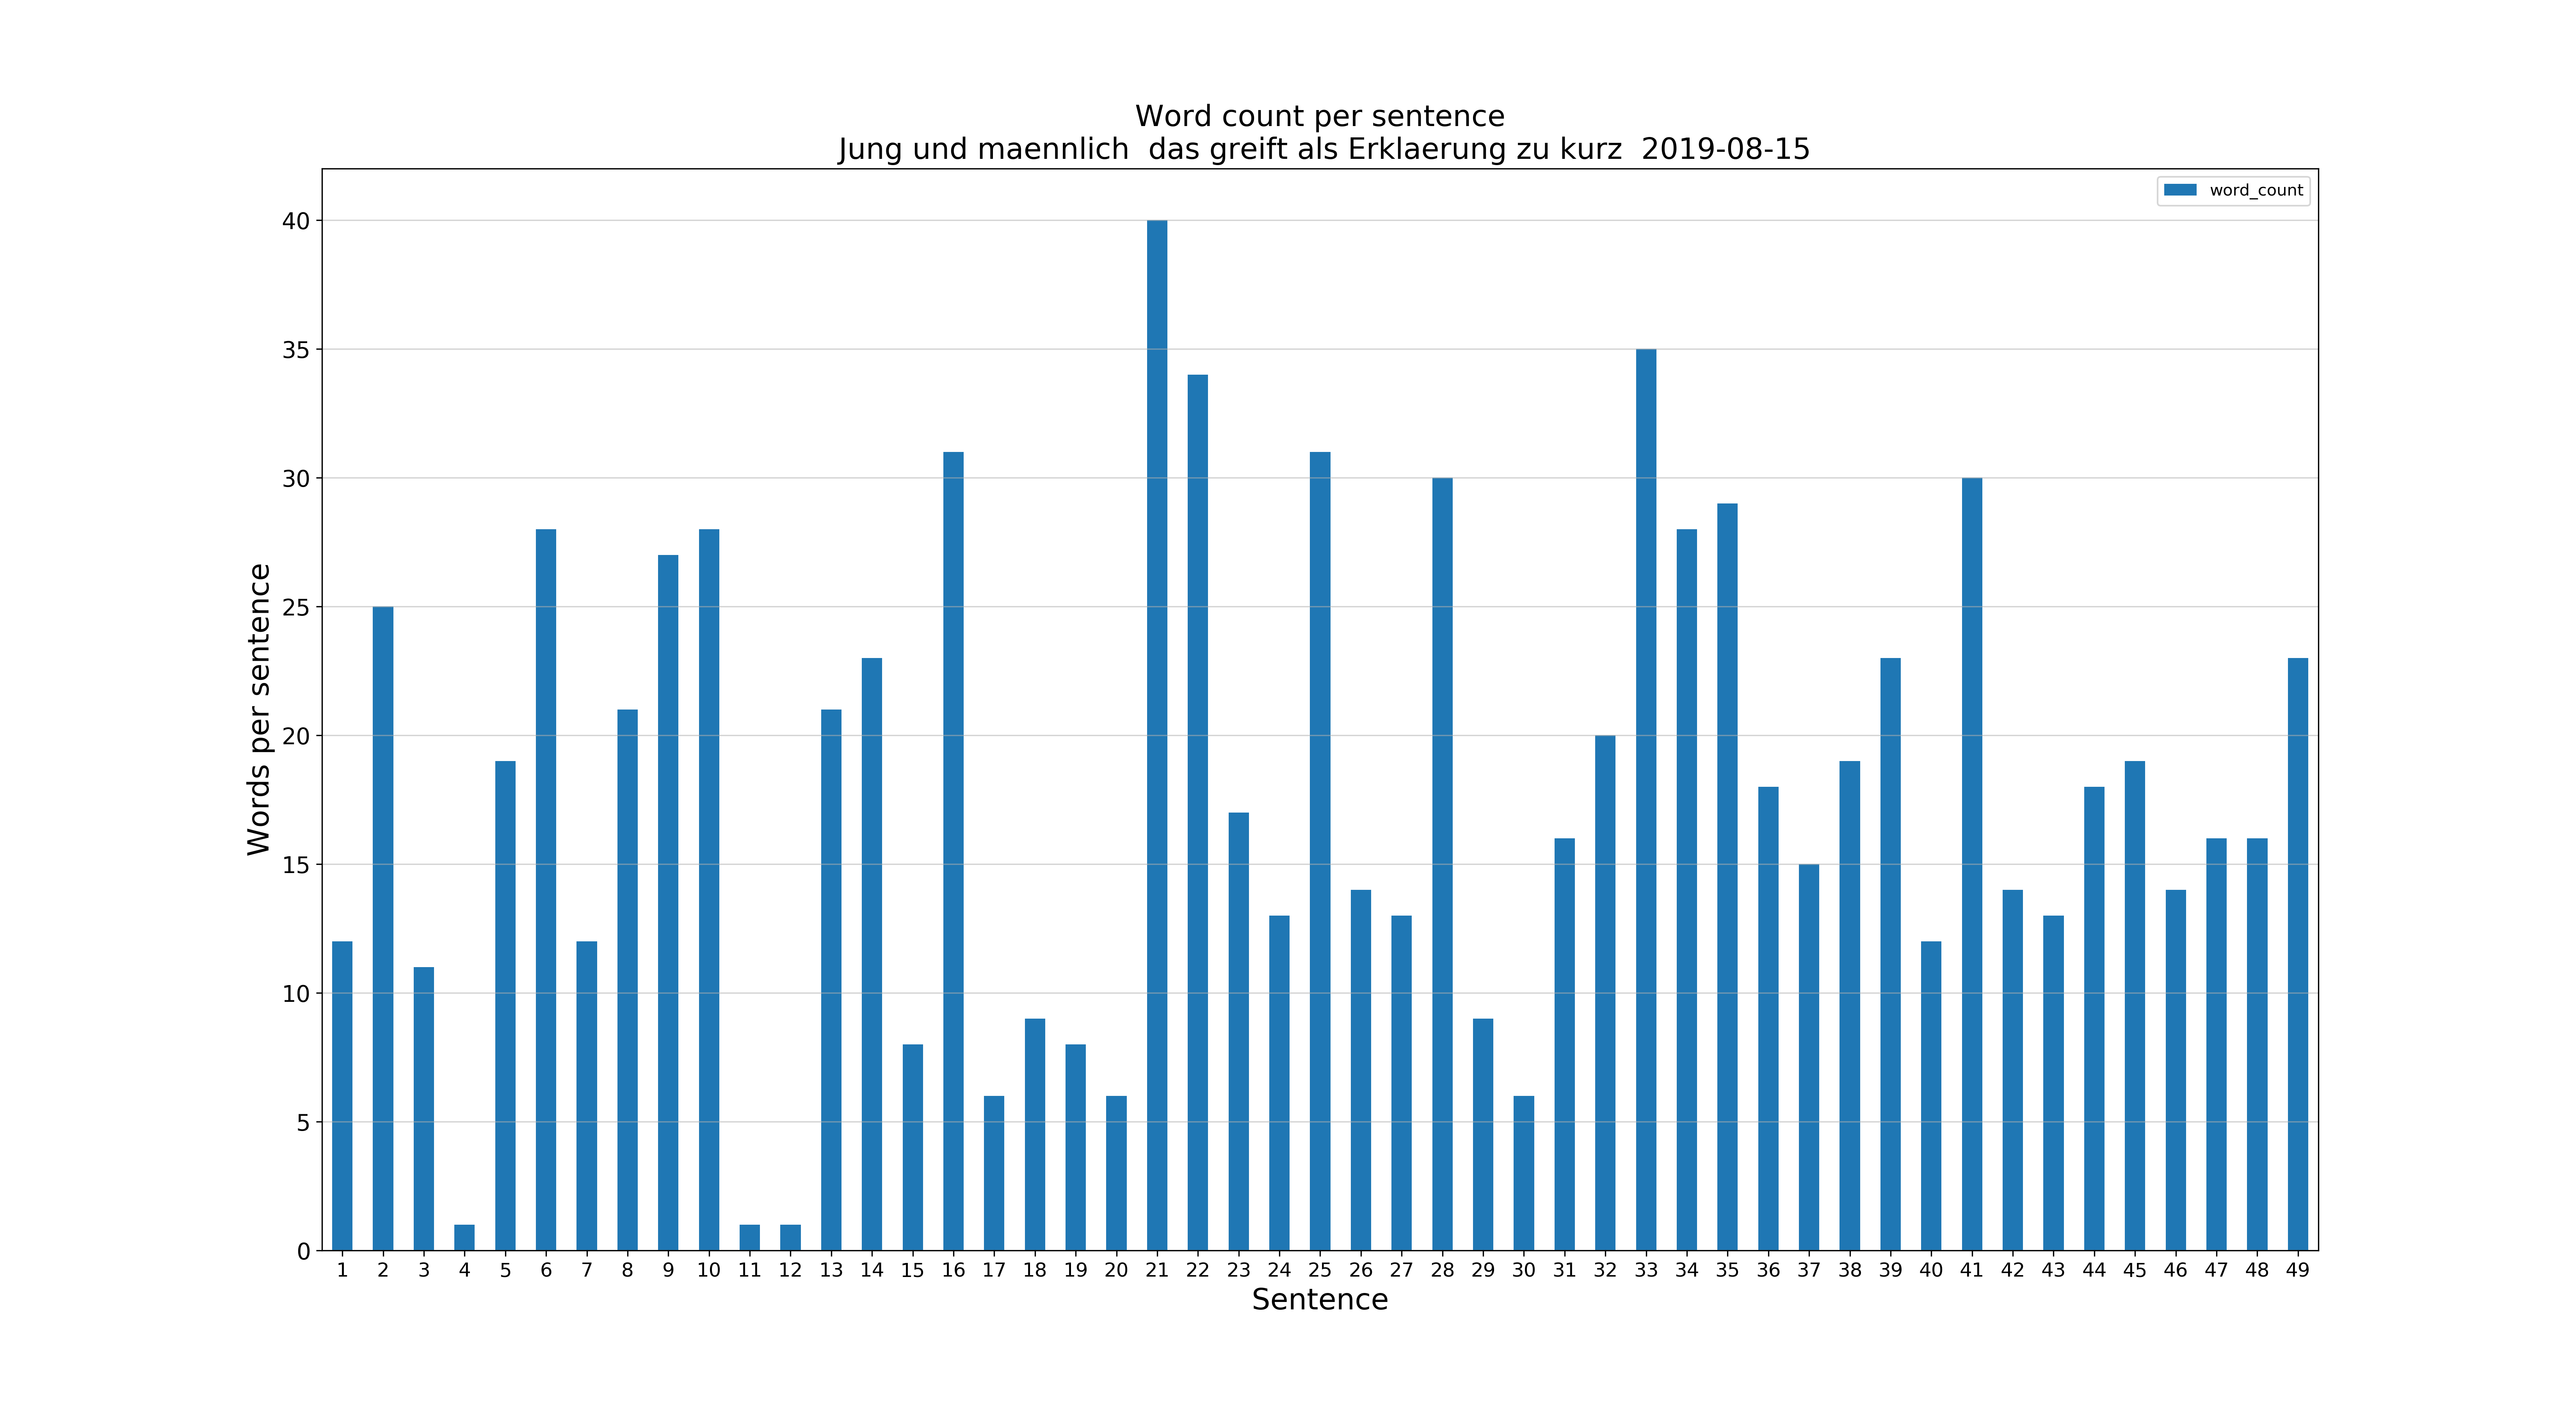 Word count per sentence
Jung und maennlich  das greift als Erklaerung zu kurz  2019-08-15
word_count
40
35
30
25
20
15
10
5
0
Words per sentence
1 2 3 4 5 6 7 8 9 10 11 12 13 14 15 16 17 18 19 20 21 22 23 24 25 26 27 28 29 30 31 32 33 34 35 36 37 38 39 40 41 42 43 44 45 46 47 48 49
Sentence